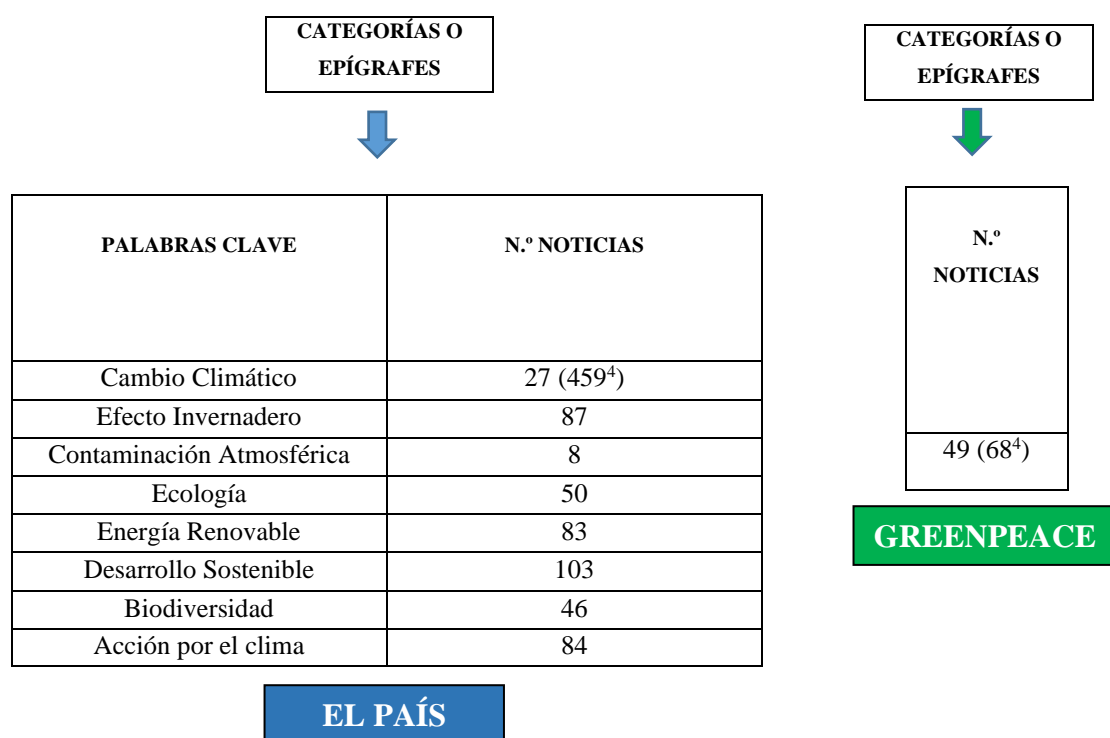 CATEGORÍAS O
EPÍGRAFES
CATEGORÍAS O
EPÍGRAFES
PALABRAS CLAVE N.º NOTICIAS
Cambio Climático 27 (459⁴)
Efecto Invernadero 87
Contaminación Atmosférica 8
Ecología 50
Energía Renovable 83
Desarrollo Sostenible 103
Biodiversidad 46
Acción por el clima 84
EL PAÍS
N.º
NOTICIAS
49 (68⁴)
GREENPEACE